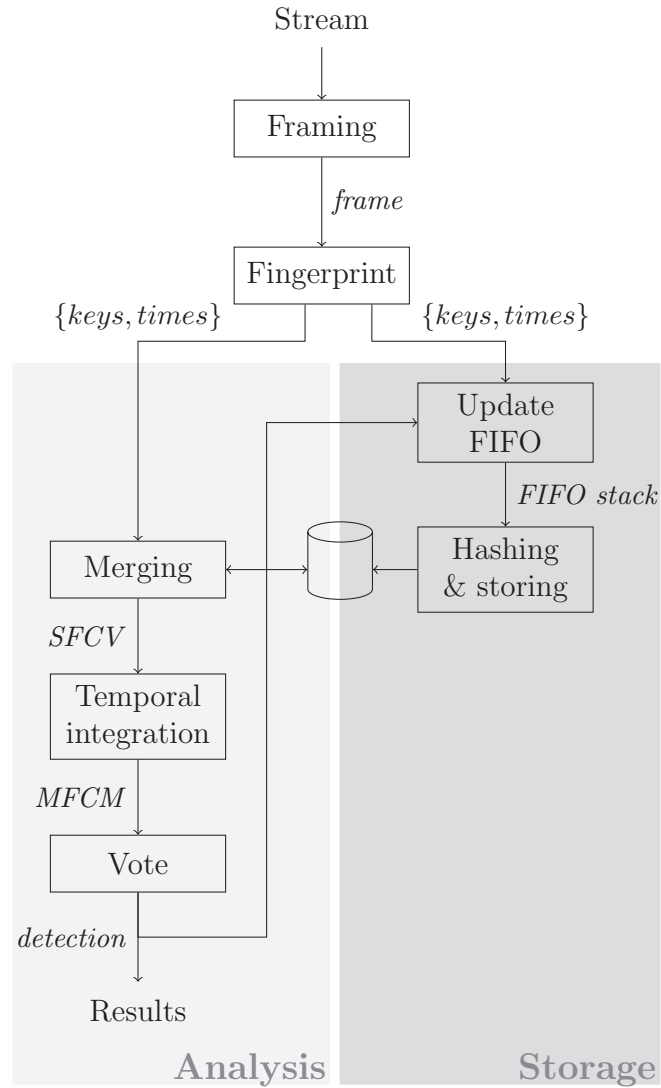 Stream
Framing
frame
Fingerprint
{keys, times}
{keys, times}
Update
FIFO
FIFO stack
Hashing
& storing
Merging
SFCV
Temporal
integration
MFCM
Vote
detection
Results
Analysis
Storage